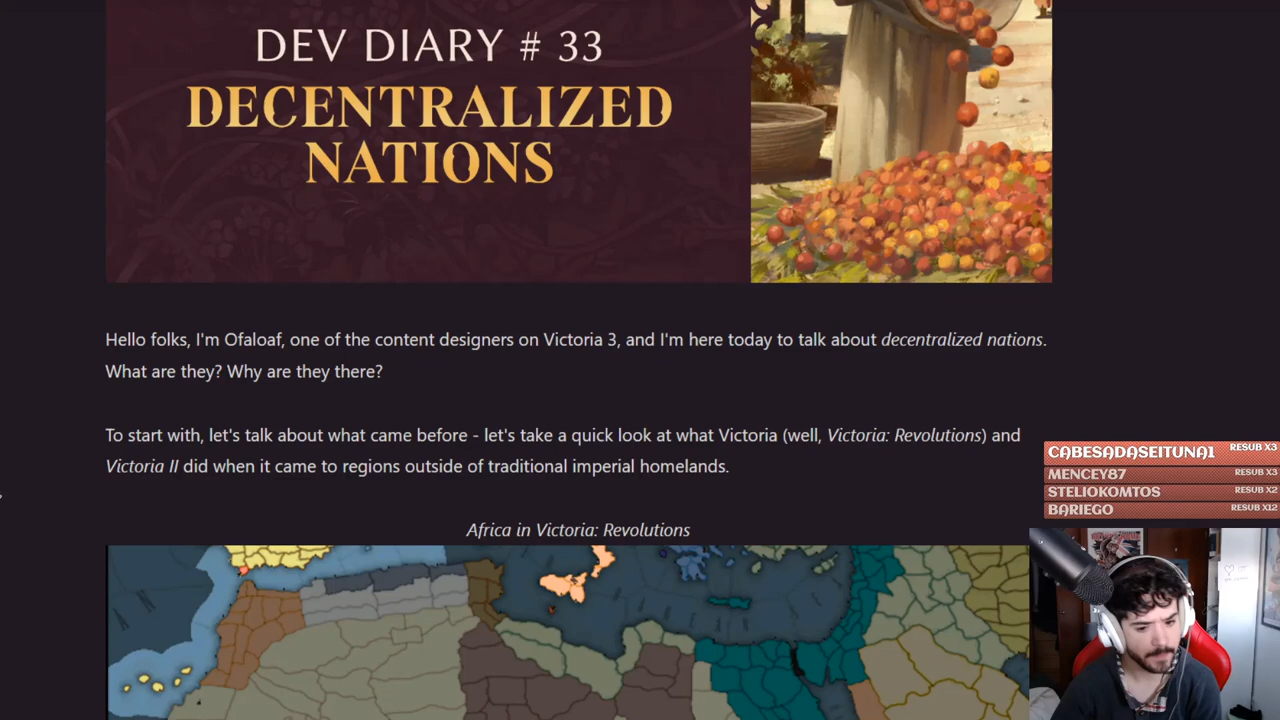 DEV DIARY # 33
DECENTRALIZED
NATIONS
Hello folks, I'm Ofaloaf, one of the content designers on Victoria 3, and I'm here today to talk about decentralized nations.
What are they? Why are they there?
To start with, let's talk about what came before - let's take a quick look at what Victoria (well, Victoria: Revolutions) and
Victoria II did when it came to regions outside of traditional imperial homelands.
Africa in Victoria: Revolutions
CABESADASEITUNA1 RESUB X3
MENCEY87 RESUB X3
STELIOKOMTOS RESUB X2
BARIEGO RESUB X12